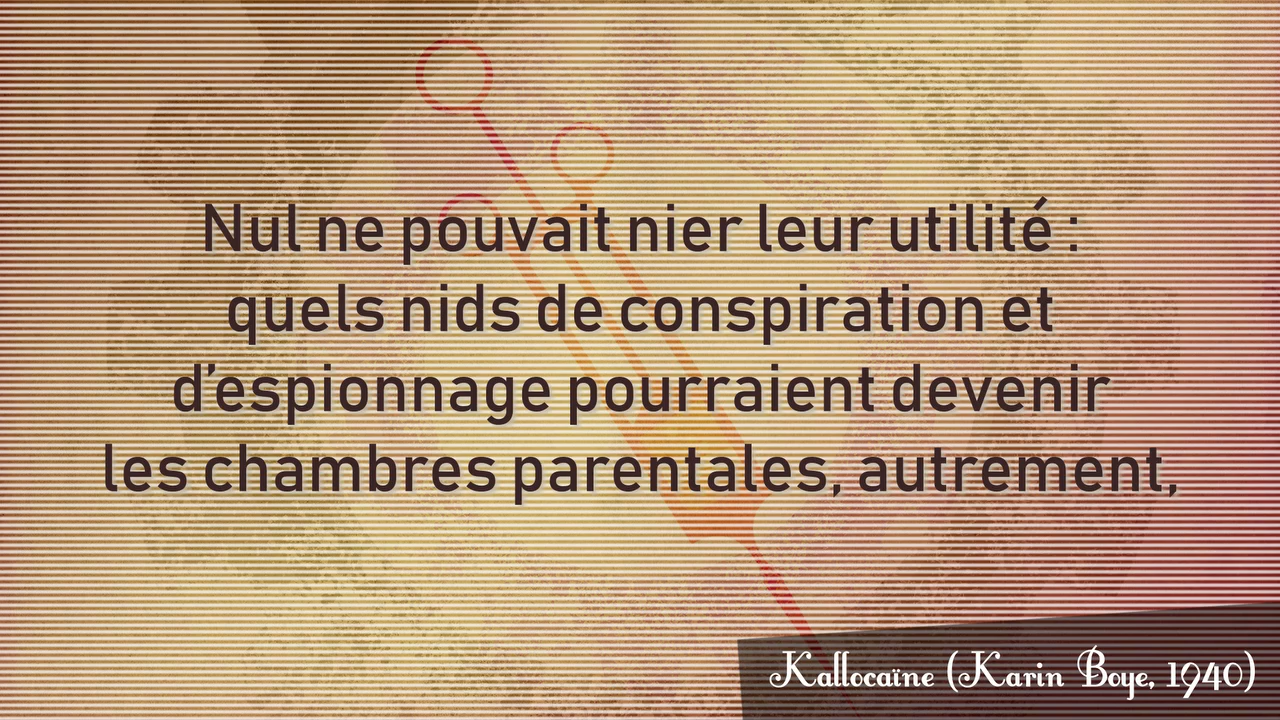 Nul ne pouvait nier leur utilité :
quels nids de conspiration et
d’espionnage pourraient devenir
les chambres parentales, autrement,
Kallocaïne (Karin Boye, 1940)